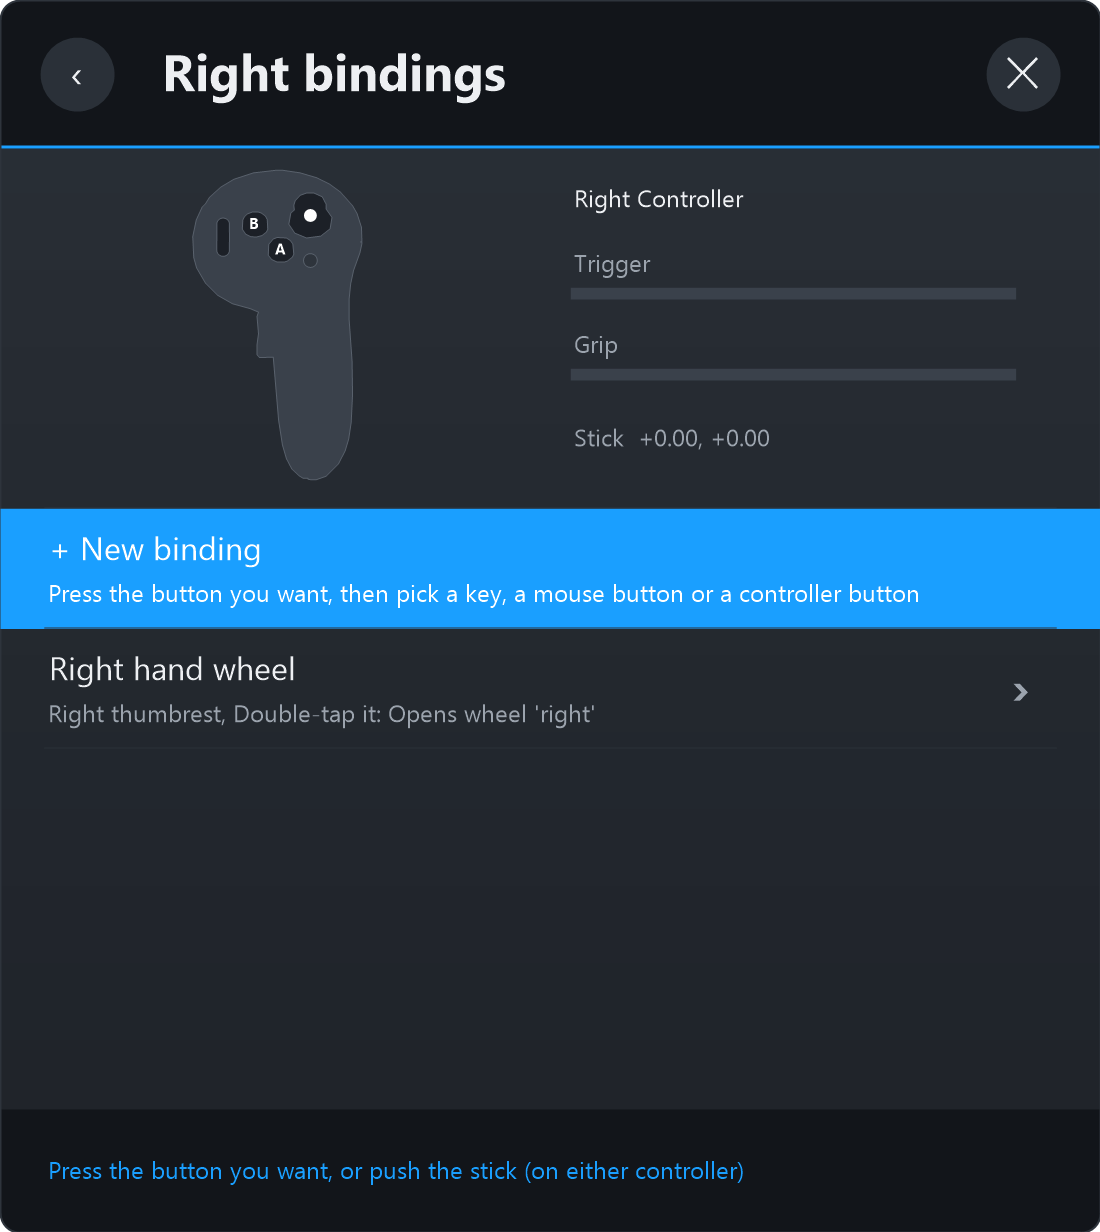 ‹ Right bindings
B
A
Right Controller
Trigger
Grip
Stick +0.00, +0.00
+ New binding
Press the button you want, then pick a key, a mouse button or a controller button
Right hand wheel
Right thumbrest, Double-tap it: Opens wheel 'right'
Press the button you want, or push the stick (on either controller)